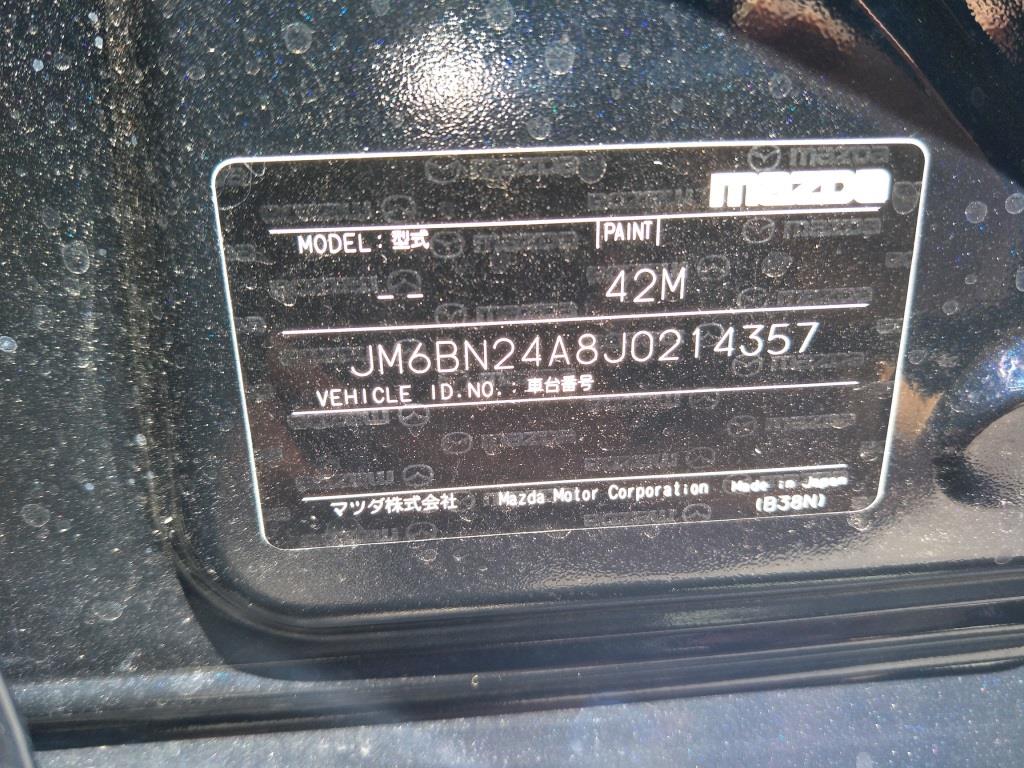 mazda
MODEL:型式 PAINT
-- 42M
JM6BN24A8J0214357
VEHICLE ID.NO.:車台番号
マツダ株式会社 Mazda Motor Corporation Made in Japan
(B38N)